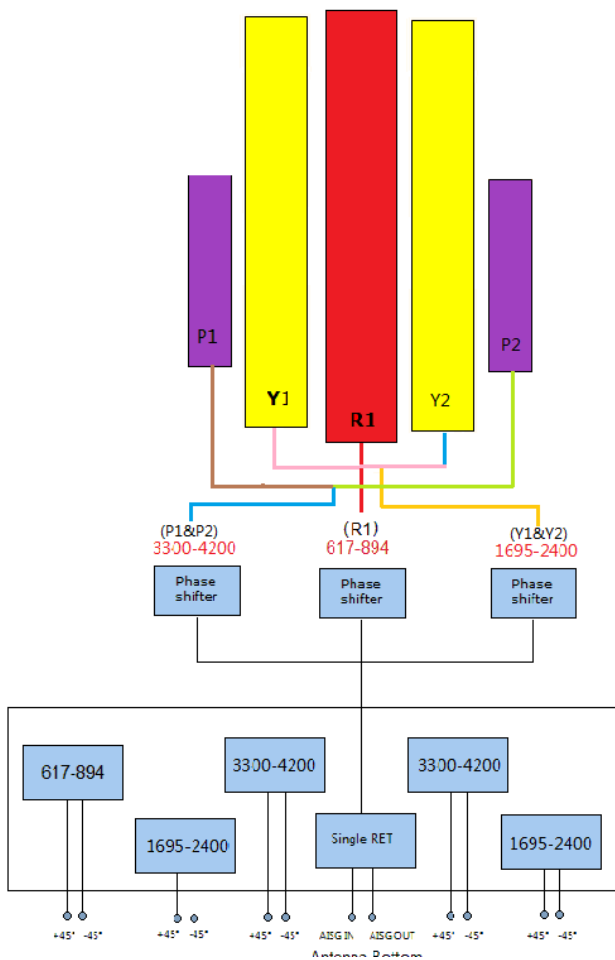 P1
P2
Y1
Y2
R1
(P1&P2)
3300-4200
(R1)
617-894
(Y1&Y2)
1695-2400
Phase
shifter
Phase
shifter
Phase
shifter
617-894
3300-4200
3300-4200
1695-2400
Single RET
1695-2400
+45° -45°
+45° -45°
+45° -45°
AISG IN AISG OUT
+45° -45°
+45° -45°
Antenna Bottom